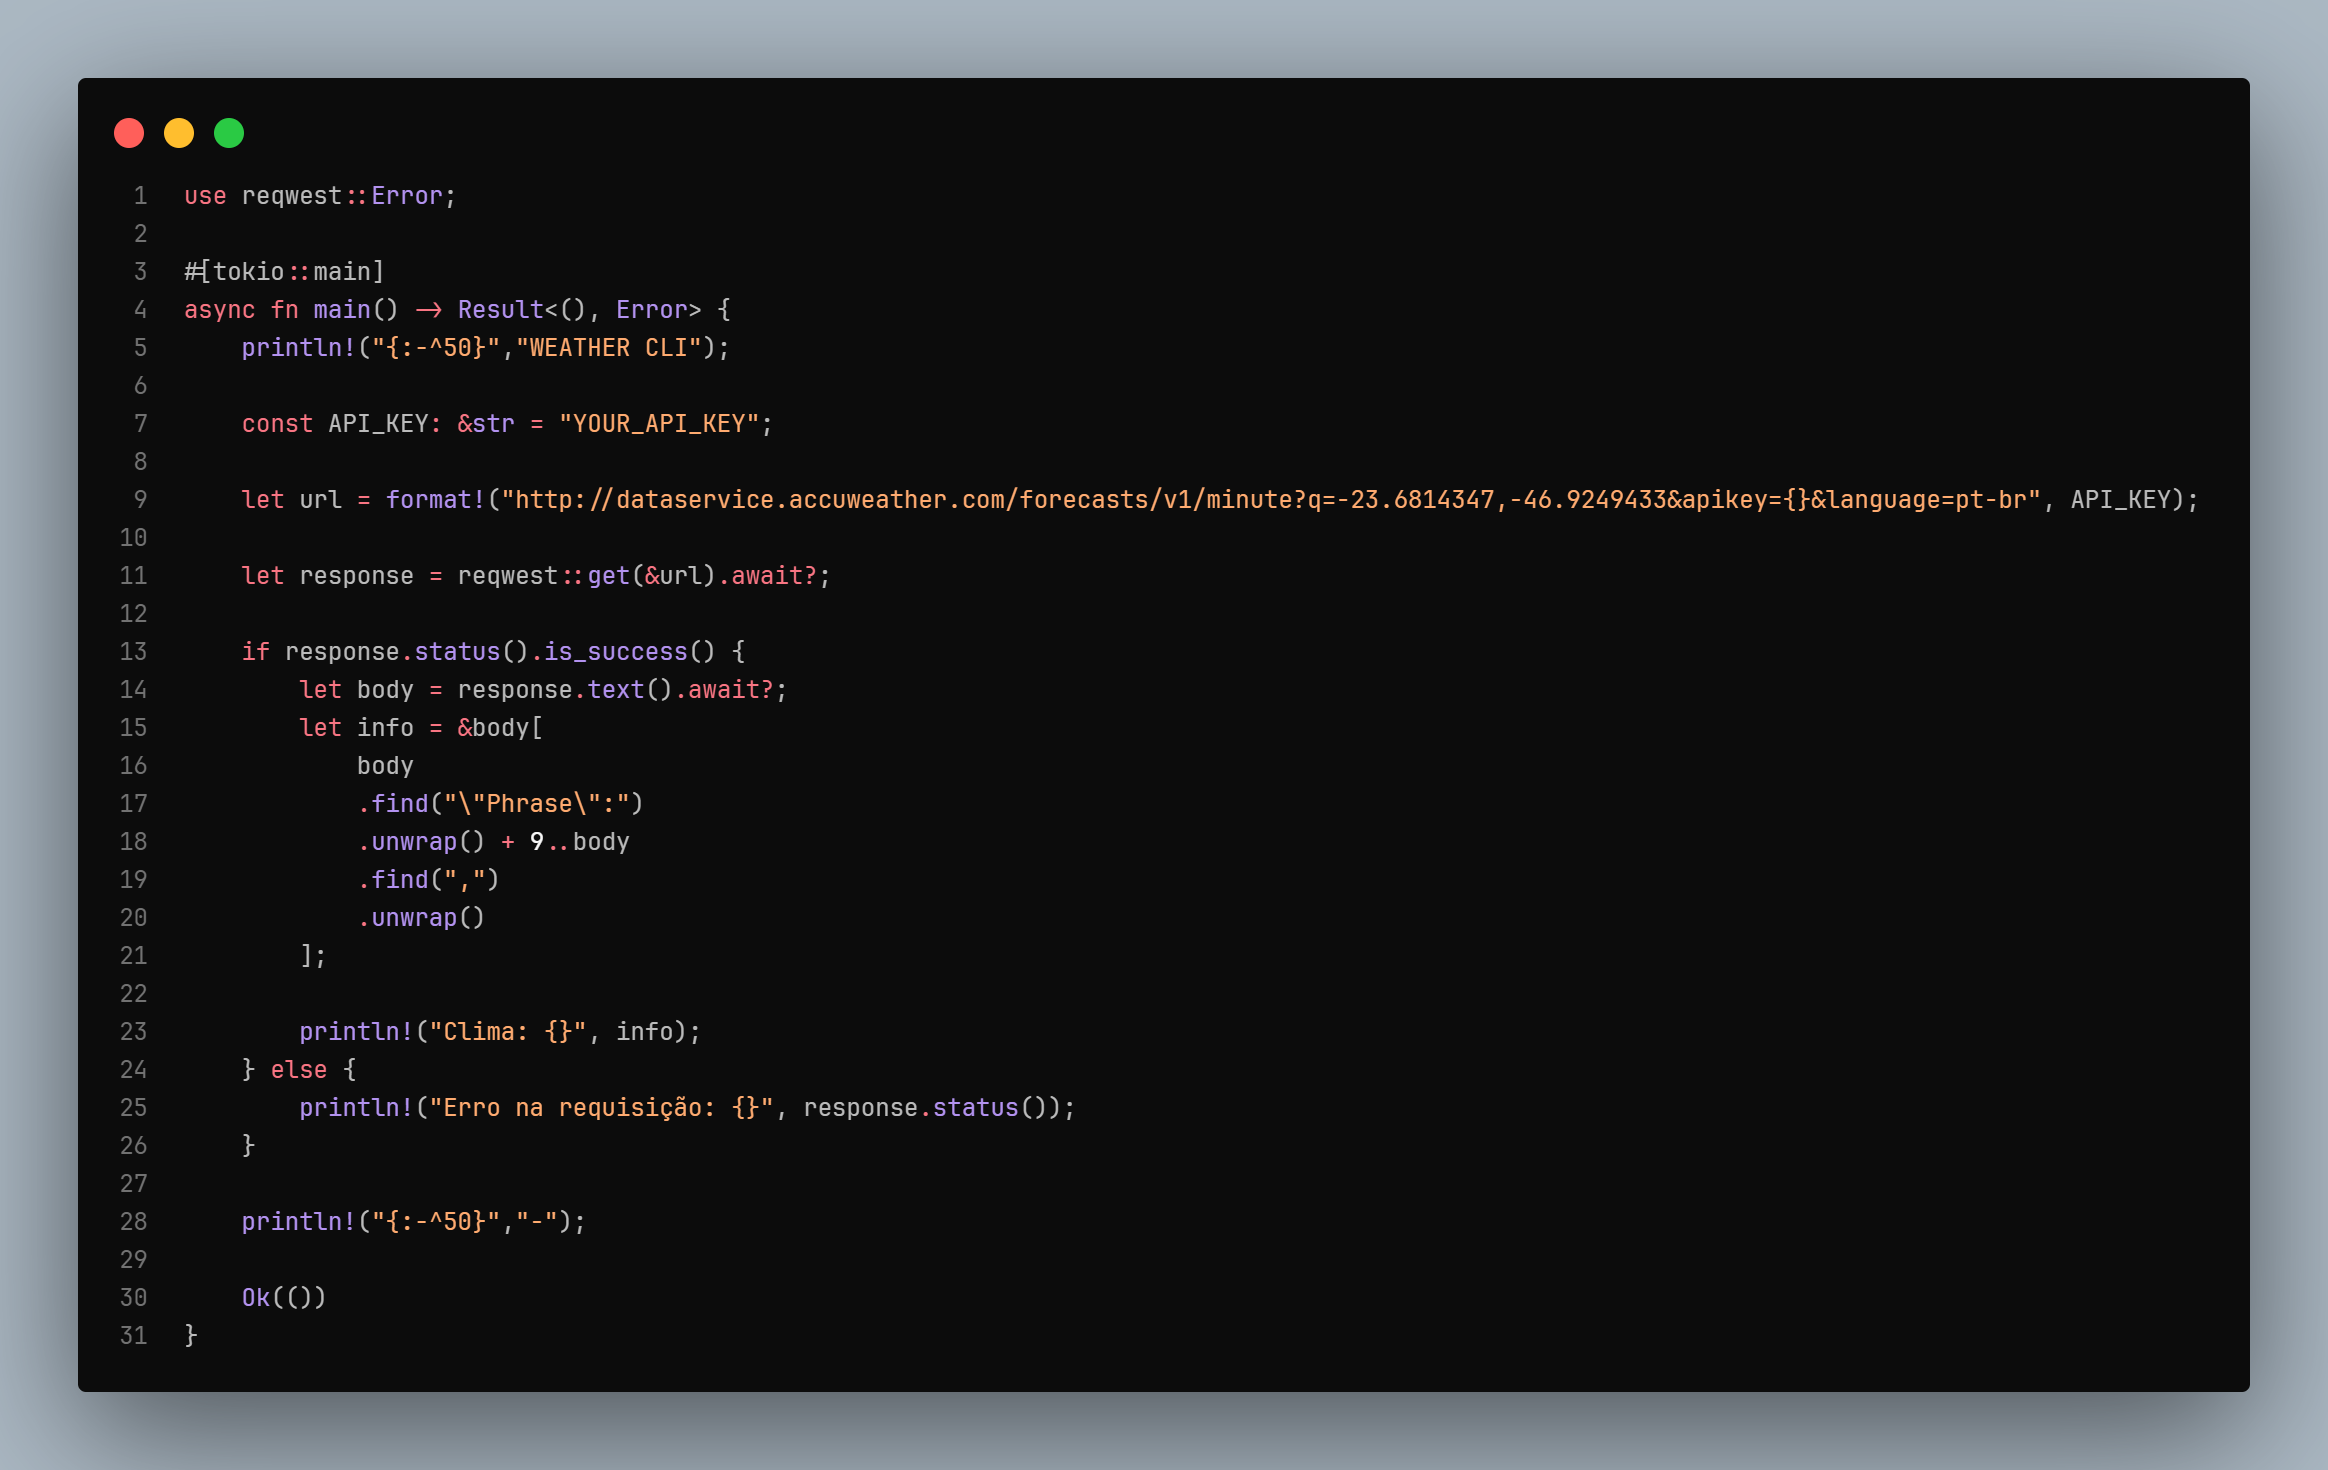 1 use reqwest::Error;
2
3 #[tokio::main]
4 async fn main() -> Result<(), Error> {
5     println!("{:-^50}","WEATHER CLI");
6
7     const API_KEY: &str = "YOUR_API_KEY";
8
9     let url = format!("http://dataservice.accuweather.com/forecasts/v1/minute?q=-23.6814347,-46.9249433&apikey={}&language=pt-br", API_KEY);
10
11     let response = reqwest::get(&url).await?;
12
13     if response.status().is_success() {
14         let body = response.text().await?;
15         let info = &body[
16             body
17             .find("\"Phrase\":")
18             .unwrap() + 9..body
19             .find(",")
20             .unwrap()
21         ];
22
23         println!("Clima: {}", info);
24     } else {
25         println!("Erro na requisição: {}", response.status());
26     }
27
28     println!("{:-^50}","-");
29
30     Ok(())
31 }